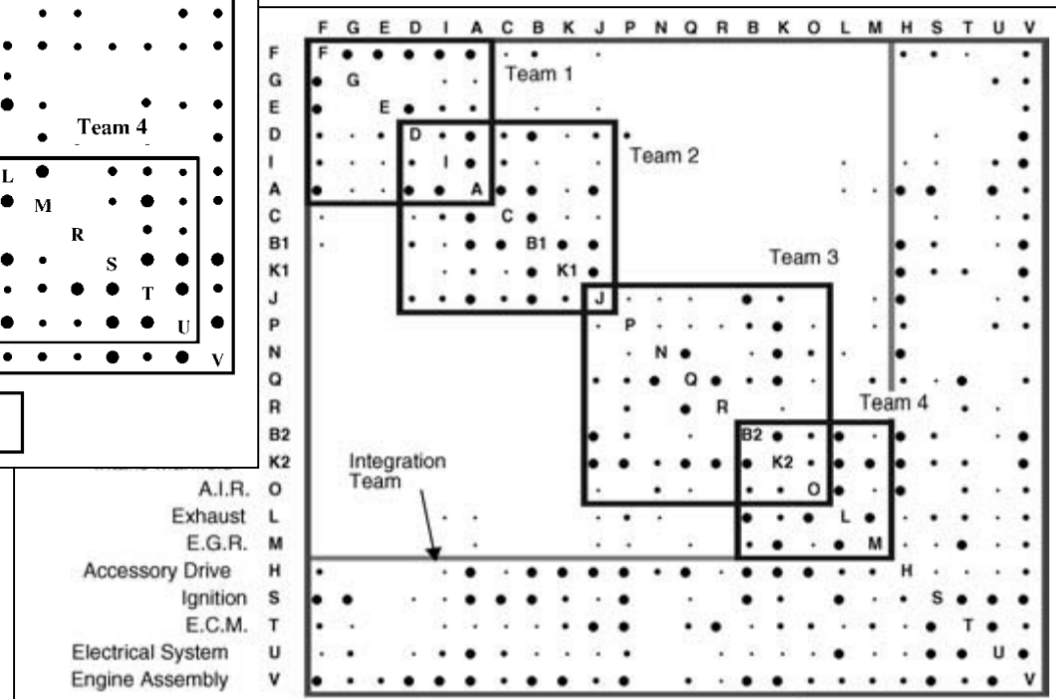 F G E D I A C B K J P N Q R B K O L M H S T U V
F F
Team 1
G G
E E
Team 4
D D
Team 2
I I
L
A A
M
C C
R
B1 B1
Team 3
S
K1 K1
T
J J
U
P P
V
N N
Q Q
R R
Team 4
B2 B2
Integration
Team
K2 K2
A.I.R. O O
Exhaust L L
E.G.R. M M
Accessory Drive H H
Ignition S S
E.C.M. T T
Electrical System U U
Engine Assembly V V